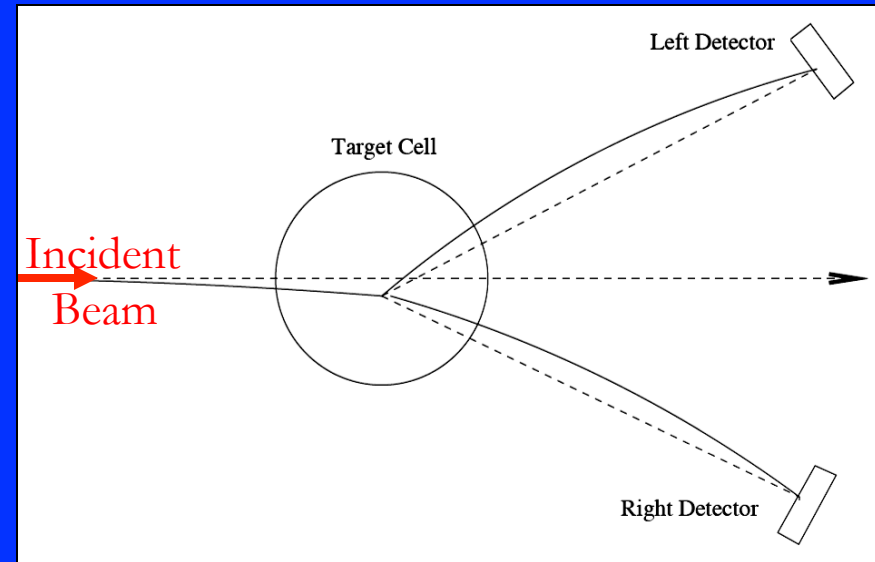 Left Detector
Target Cell
Incident
Beam
Right Detector